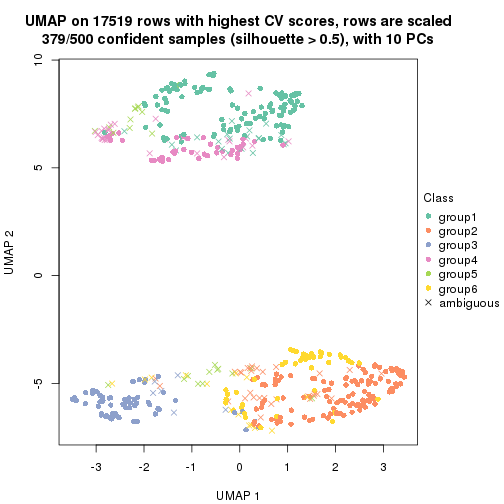 UMAP on 17519 rows with highest CV scores, rows are scaled
379/500 confident samples (silhouette > 0.5), with 10 PCs
10
5
0
-5
UMAP 2
-3
-2
-1
0
1
2
3
UMAP 1
Class
group1
group2
group3
group4
group5
group6
ambiguous